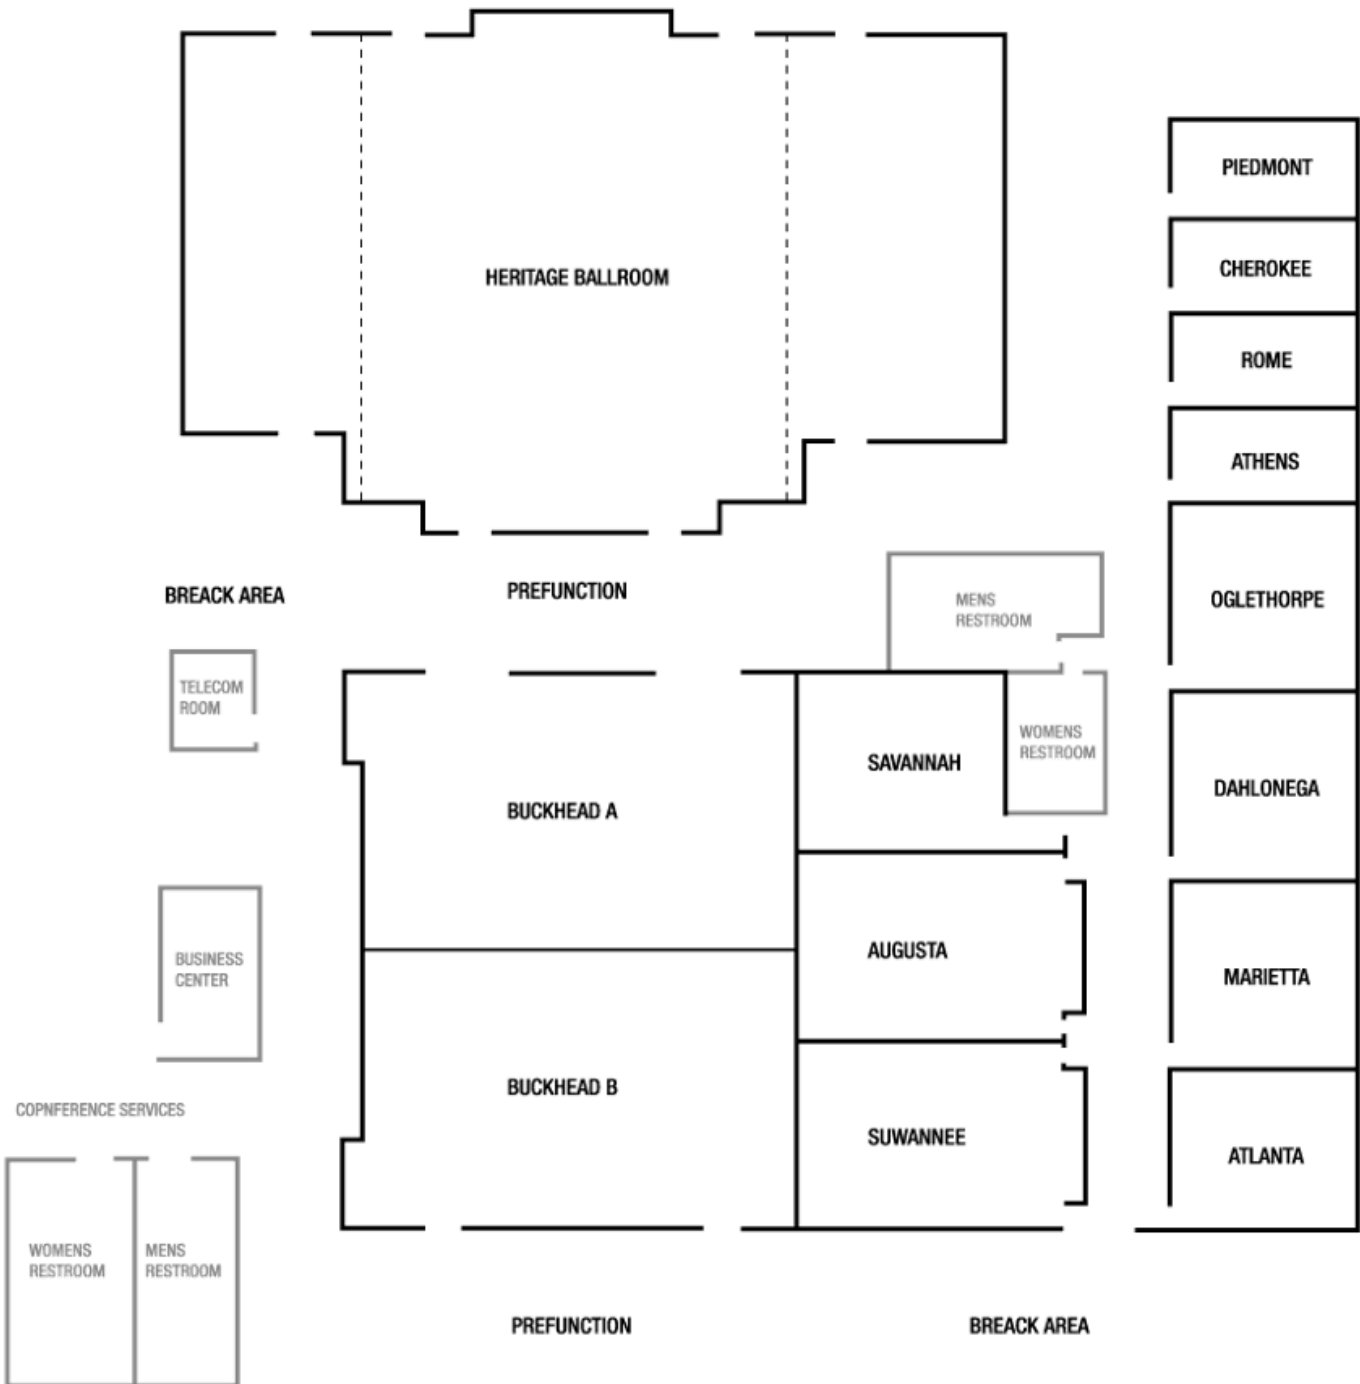 PIEDMONT
CHEROKEE
HERITAGE BALLROOM
ROME
ATHENS
BREACK AREA
PREFUNCTION
MENS
RESTROOM
OGLETHORPE
TELECOM
ROOM
WOMENS
RESTROOM
SAVANNAH
DAHLONEGA
BUCKHEAD A
BUSINESS
CENTER
AUGUSTA
MARIETTA
BUCKHEAD B
COPNFERENCE SERVICES
SUWANNEE
ATLANTA
WOMENS
RESTROOM
MENS
RESTROOM
PREFUNCTION
BREACK AREA